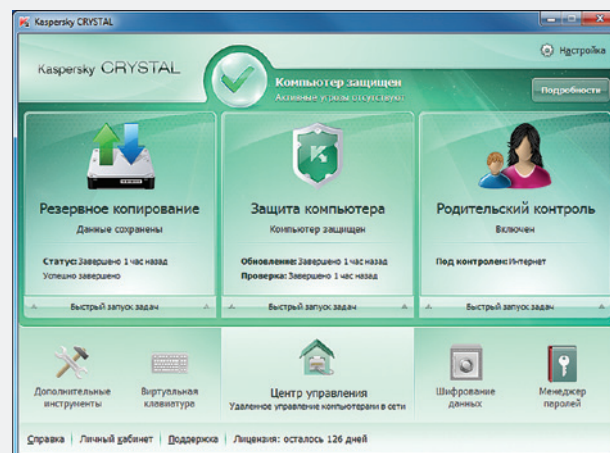 Kaspersky CRYSTAL
Настройка
Kaspersky CRYSTAL
Компьютер защищен
Активные угрозы отсутствуют
Подробности
Резервное копирование
Данные сохранены
Статус: Завершено 1 час назад
Успешно завершено
Быстрый запуск задач
Защита компьютера
Компьютер защищен
Обновление: Завершено 1 час назад
Проверка: Завершено 1 час назад
Быстрый запуск задач
Родительский контроль
Включен
Под контролем: Интернет
Быстрый запуск задач
Дополнительные
инструменты
Виртуальная
клавиатура
Центр управления
Удаленное управление компьютерами в сети
Шифрование
данных
Менеджер
паролей
Справка | Личный кабинет | Поддержка | Лицензия: осталось 126 дней